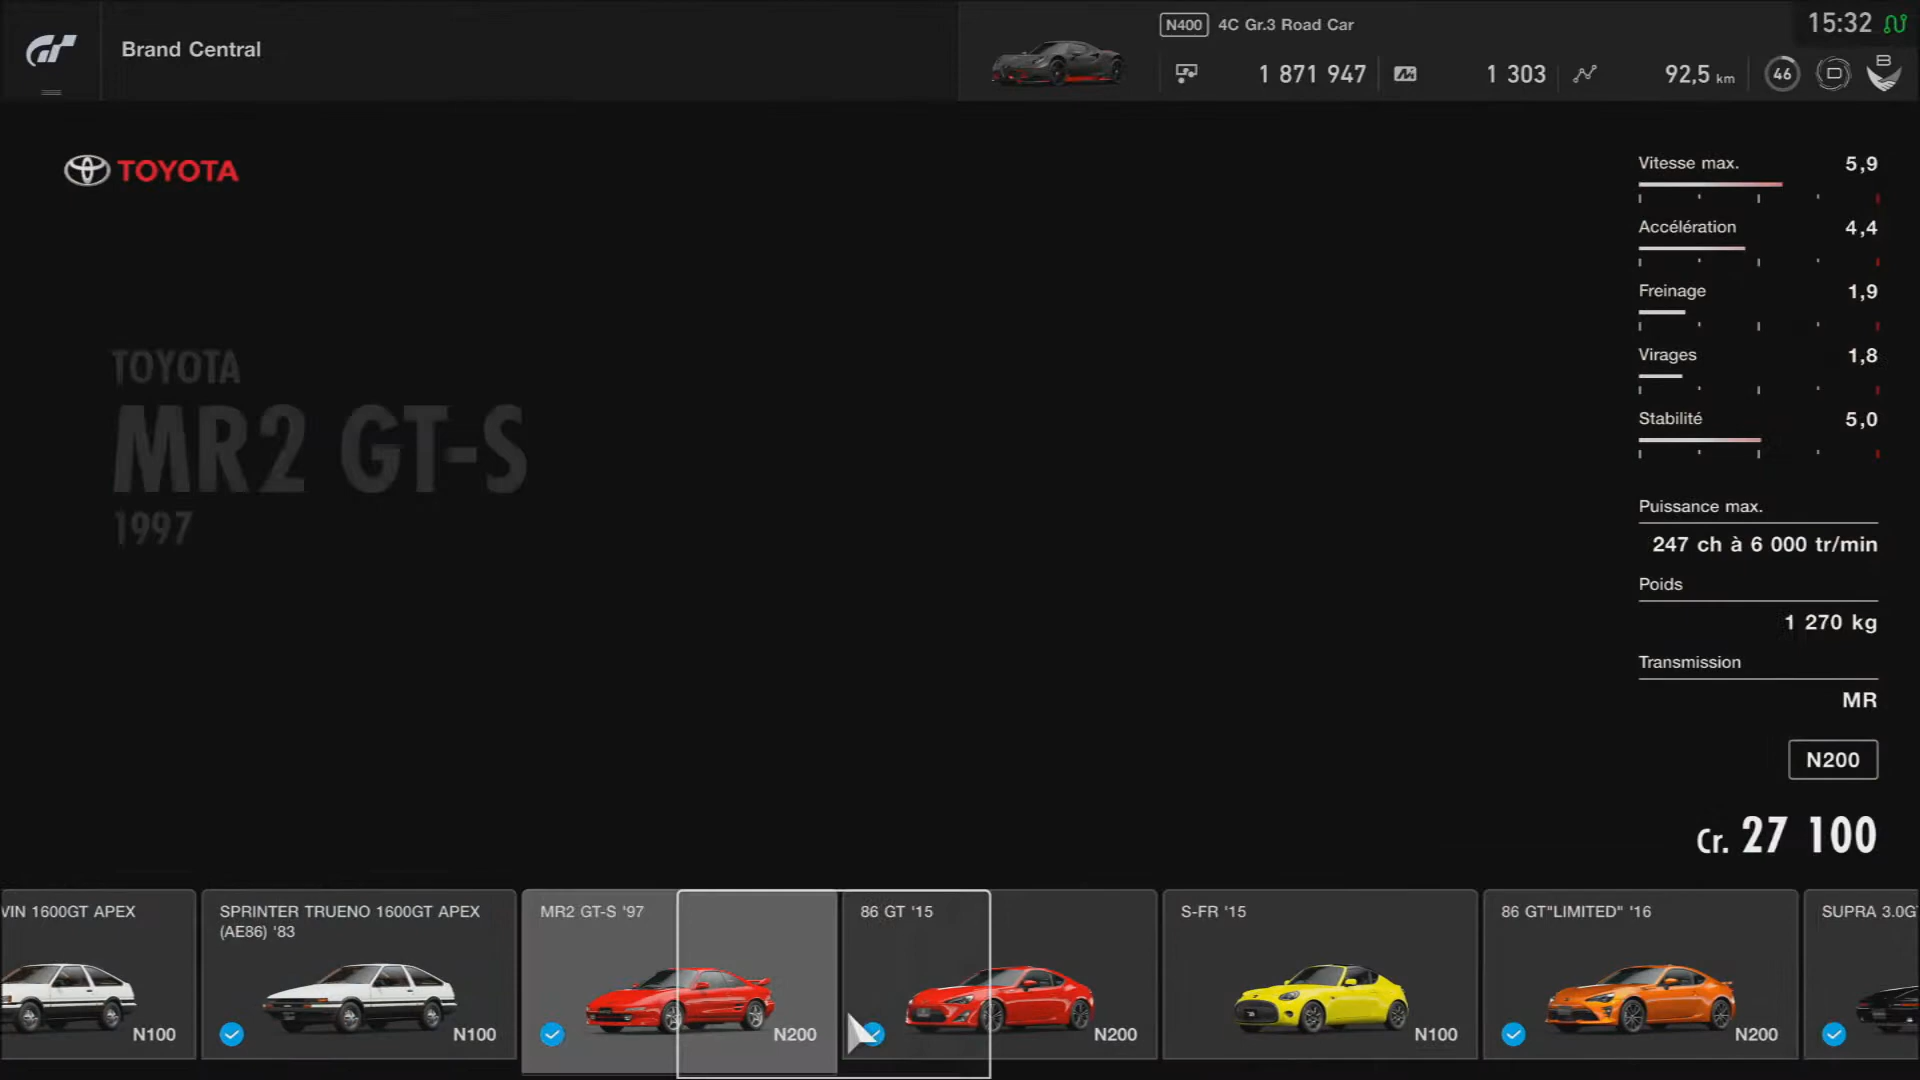 Brand Central
N400 4C Gr.3 Road Car
15:32
1 871 947
1 303
92,5 km
46
D
B
TOYOTA
TOYOTA
MR2 GT-S
1997
Vitesse max. 5,9
Accélération 4,4
Freinage 1,9
Virages 1,8
Stabilité 5,0
Puissance max.
247 ch à 6 000 tr/min
Poids
1 270 kg
Transmission
MR
N200
Cr. 27 100
VIN 1600GT APEX
N100
SPRINTER TRUENO 1600GT APEX
(AE86) '83
N100
MR2 GT-S '97
N200
86 GT '15
N200
S-FR '15
N100
86 GT"LIMITED" '16
N200
SUPRA 3.0G